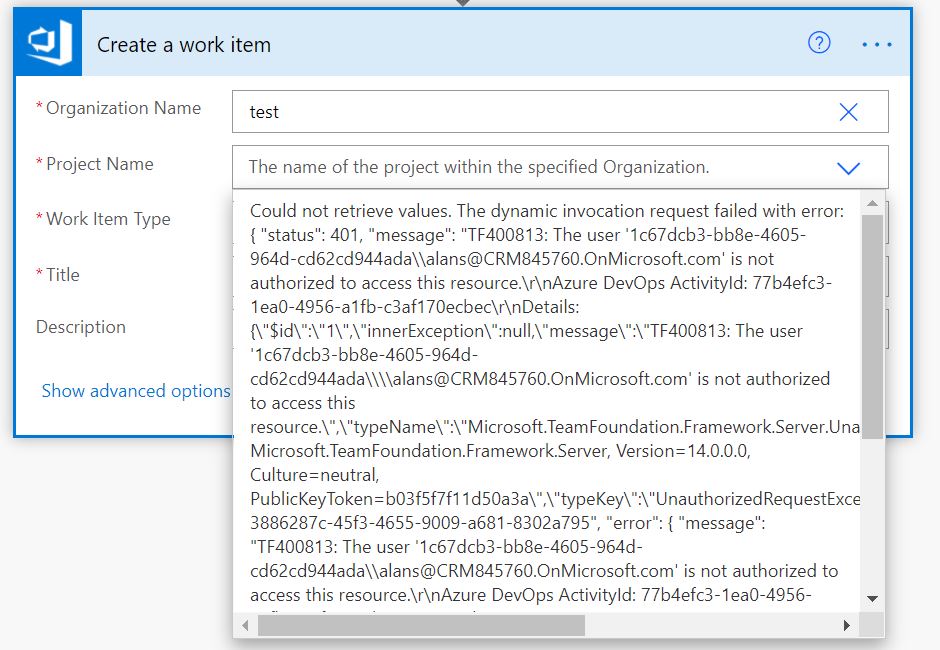 Create a work item
* Organization Name
test
* Project Name
The name of the project within the specified Organization.
* Work Item Type
* Title
Description
Show advanced options
Could not retrieve values. The dynamic invocation request failed with error:
{ "status": 401, "message": "TF400813: The user '1c67dcb3-bb8e-4605-
964d-cd62cd944ada\\alans@CRM845760.OnMicrosoft.com' is not
authorized to access this resource.\r\nAzure DevOps ActivityId: 77b4efc3-
1ea0-4956-a1fb-c3af170ecbec\r\nDetails:
{\"$id\":\"1\",\"innerException\":null,\"message\":\"TF400813: The user
'1c67dcb3-bb8e-4605-964d-
cd62cd944ada\\\\alans@CRM845760.OnMicrosoft.com' is not authorized
to access this
resource.\",\"typeName\":\"Microsoft.TeamFoundation.Framework.Server.Una
Microsoft.TeamFoundation.Framework.Server, Version=14.0.0.0,
Culture=neutral,
PublicKeyToken=b03f5f7f11d50a3a\",\"typeKey\":\"UnauthorizedRequestExce
3886287c-45f3-4655-9009-a681-8302a795", "error": { "message":
"TF400813: The user '1c67dcb3-bb8e-4605-964d-
cd62cd944ada\\alans@CRM845760.OnMicrosoft.com' is not authorized to
access this resource.\r\nAzure DevOps ActivityId: 77b4efc3-1ea0-4956-